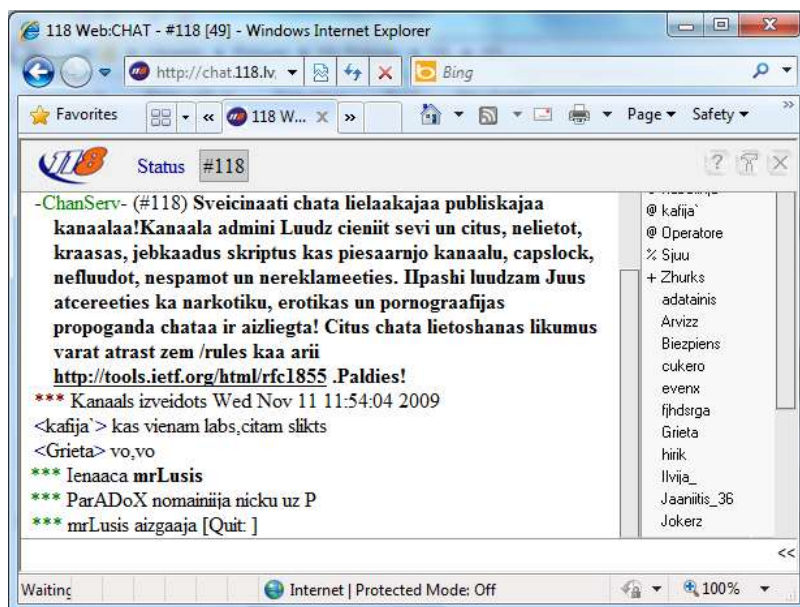 118 Web:CHAT - #118 [49] - Windows Internet Explorer
http://chat.118.lv,
Bing
Favorites
118 W...
Page
Safety
118
Status
#118
-ChanServ- (#118) Sveicinaati chata lielaakajaa publiskajaa
kanaalaa!Kanaala admini Luudz cieniit sevi un citus, nelietot,
kraasas, jebkaadus skriptus kas piesaarnjo kanaalu, capslock,
nefluudot, nespamot un nereklameeties. IIpashi luudzam Juus
atcereeties ka narkotiku, erotikas un pornograafijas
propoganda chataa ir aizliegta! Citus chata lietoshanas likumus
varat atrast zem /rules kaa arii
http://tools.ietf.org/html/rfc1855 .Paldies!
*** Kanaals izveidots Wed Nov 11 11:54:04 2009
<kafija`> kas vienam labs,citam slikts
<Grieta> vo,vo
*** Ienaaca mrLusis
*** ParADoX nomainiija nicku uz P
*** mrLusis aizgaaja [Quit: ]
@ kafija`
@ Operatore
% Sjuu
+ Zhurks
adatainis
Arvizz
Biezpiens
cukero
evenx
fjhdsrga
Grieta
hirik
Ilvija_
Jaaniitis_36
Jokerz
<<
Waiting
Internet | Protected Mode: Off
100%